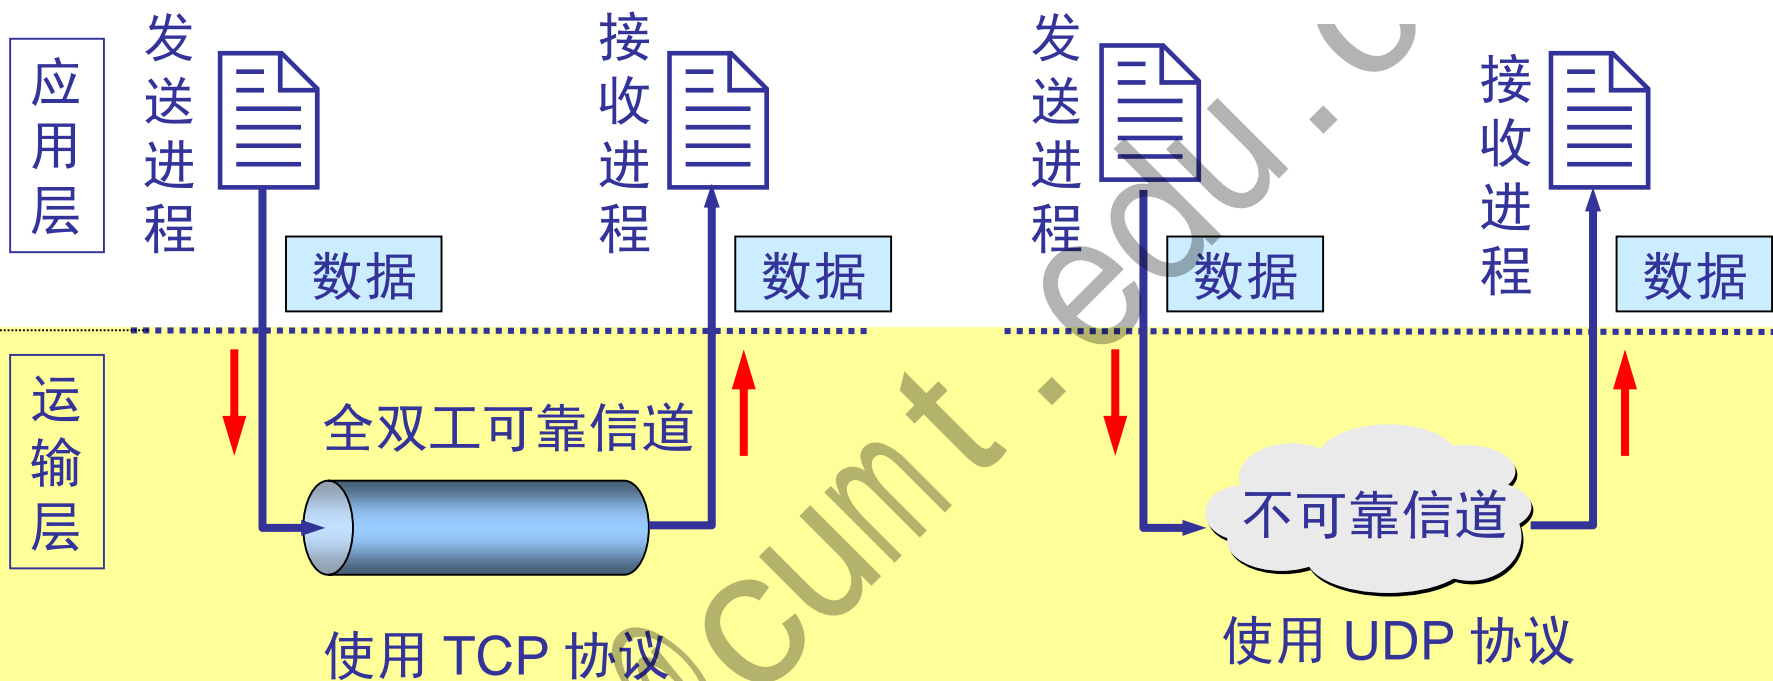 应用层
发送进程
接收进程
发送进程
接收进程
数据
数据
数据
数据
运输层
全双工可靠信道
不可靠信道
使用 TCP 协议
使用 UDP 协议
@cumt.edu.c